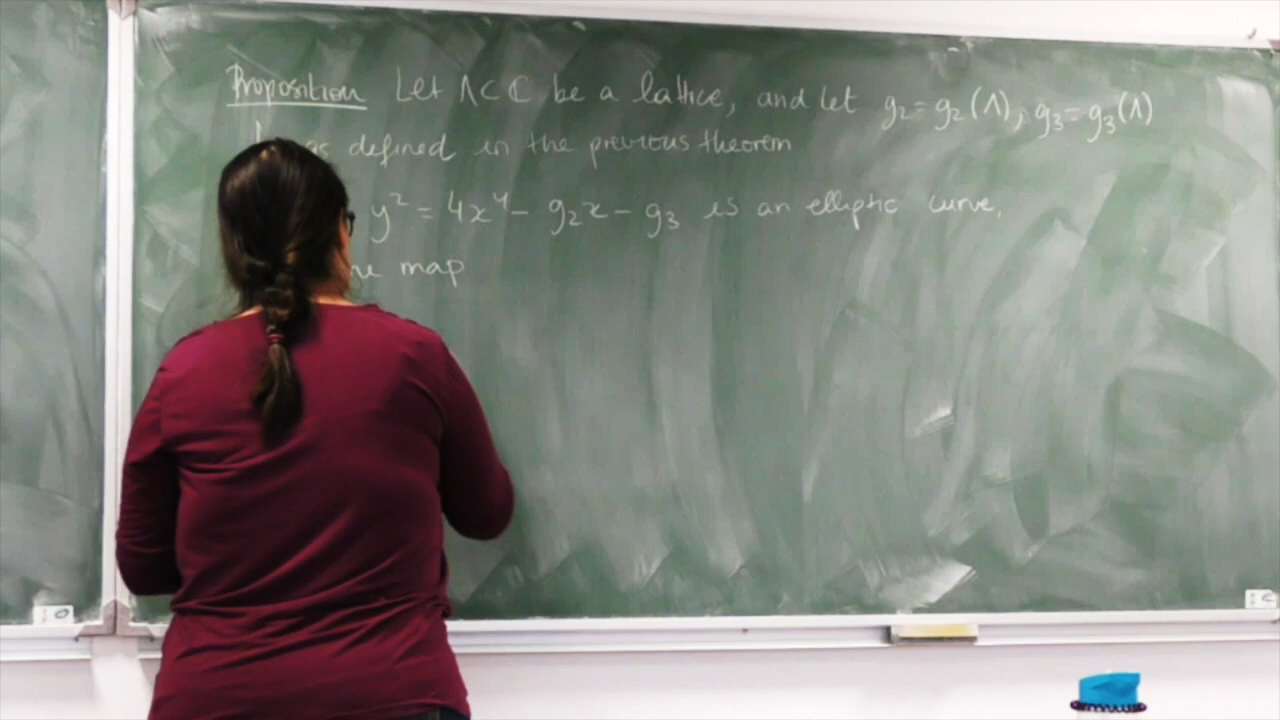 Proposition Let Λ⊂ℂ be a lattice, and let g₂=g₂(Λ), g₃=g₃(Λ)
as defined in the previous theorem
y² = 4x⁴ - g₂x - g₃ is an elliptic curve,
map